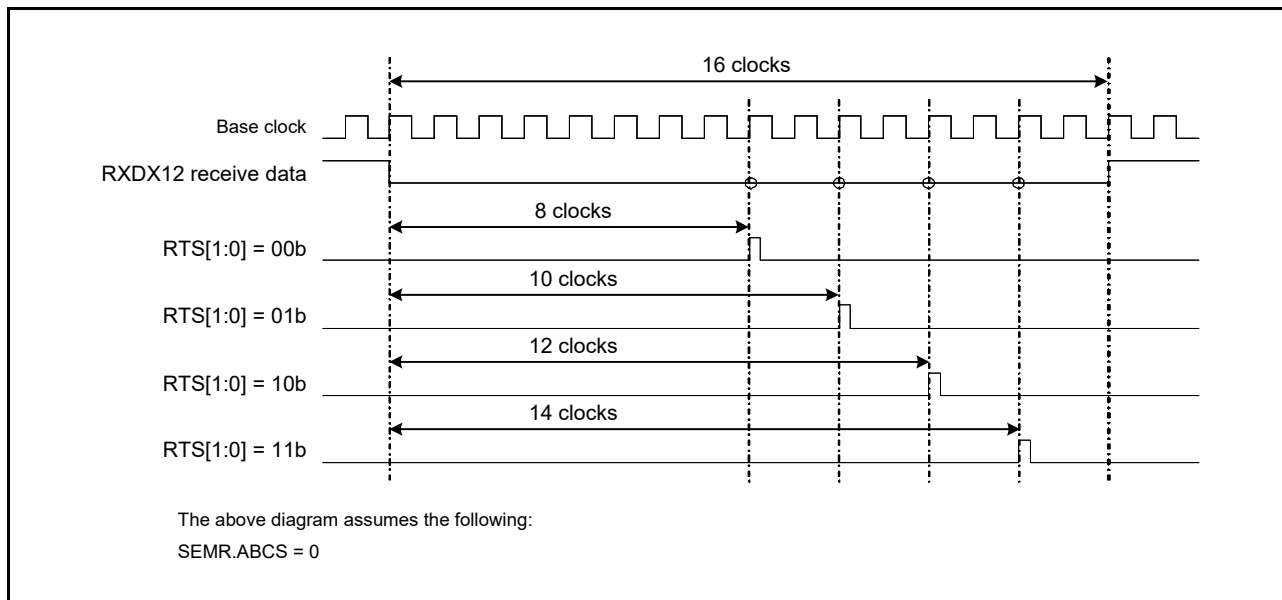 16 clocks
Base clock
RXDX12 receive data
8 clocks
RTS[1:0] = 00b
10 clocks
RTS[1:0] = 01b
12 clocks
RTS[1:0] = 10b
14 clocks
RTS[1:0] = 11b
The above diagram assumes the following:
SEMR.ABCS = 0